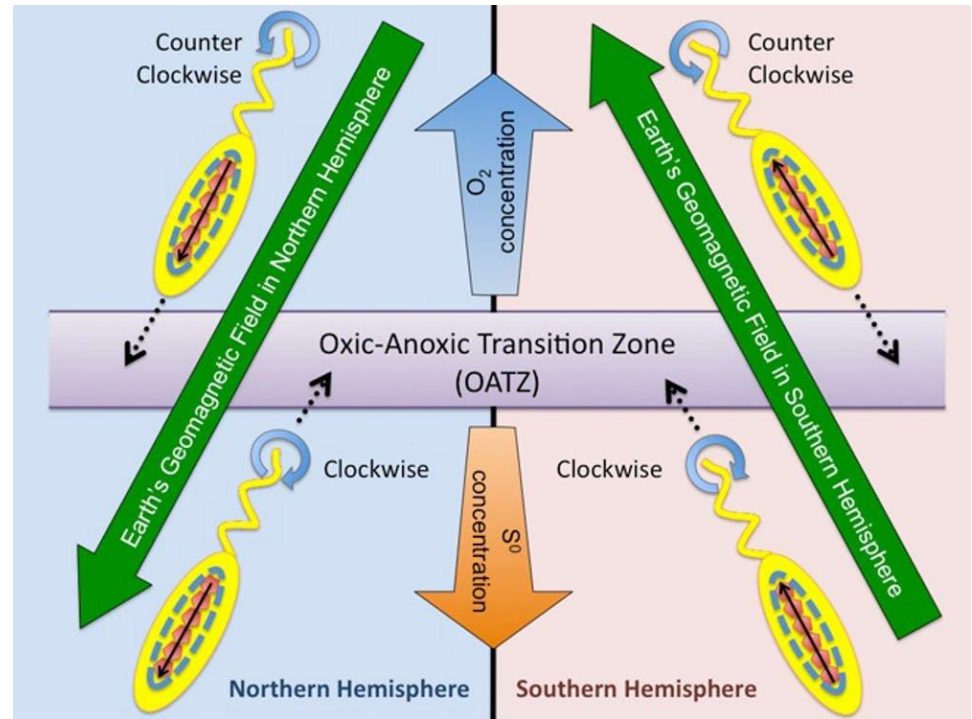 Counter
Clockwise
Earth's Geomagnetic Field in Northern Hemisphere
O2
concentration
Earth's Geomagnetic Field in Southern Hemisphere
Counter
Clockwise
Oxic-Anoxic Transition Zone
(OATZ)
Clockwise
S0
concentration
Clockwise
Northern Hemisphere
Southern Hemisphere